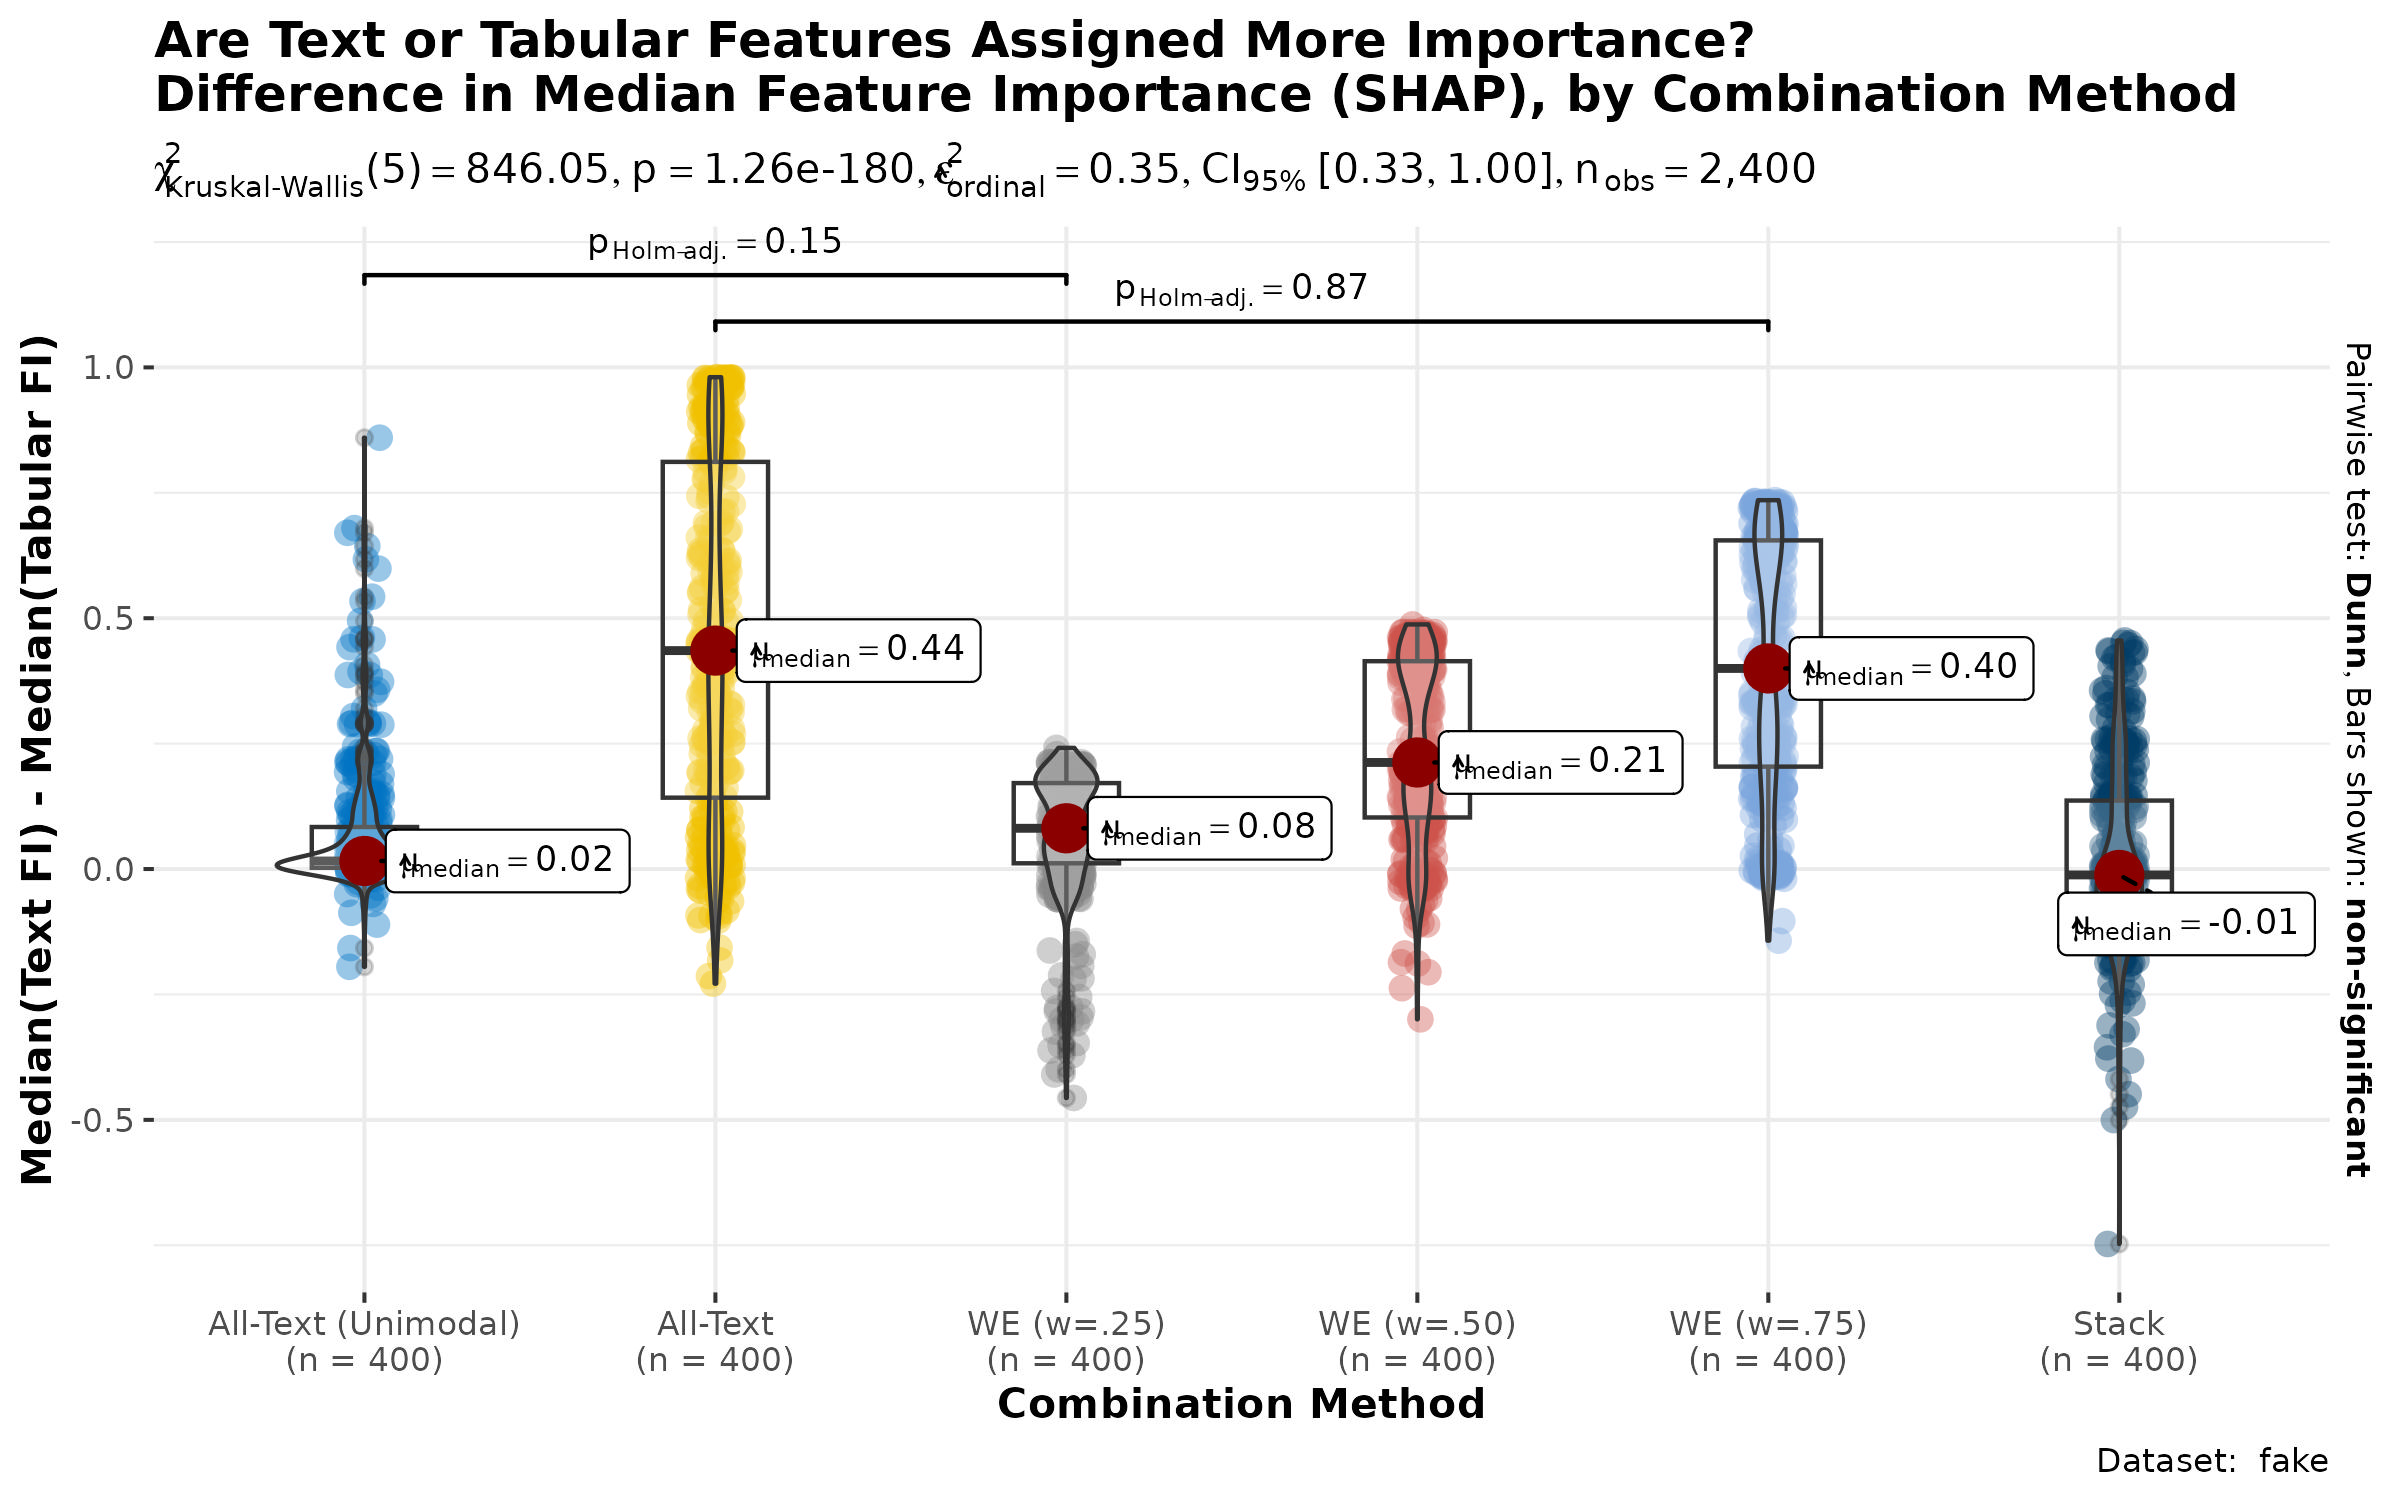 Are Text or Tabular Features Assigned More Importance?
Difference in Median Feature Importance (SHAP), by Combination Method
χ²Kruskal-Wallis(5) = 846.05, p = 1.26e-180, ε̂²ordinal = 0.35, CI95% [0.33, 1.00], nobs = 2,400
pHolm-adj. = 0.15
pHolm-adj. = 0.87
Median(Text FI) - Median(Tabular FI)
1.0
0.5
0.0
-0.5
μ̂median = 0.02
μ̂median = 0.44
μ̂median = 0.08
μ̂median = 0.21
μ̂median = 0.40
μ̂median = -0.01
Pairwise test: Dunn, Bars shown: non-significant
All-Text (Unimodal)
(n = 400)
All-Text
(n = 400)
WE (w=.25)
(n = 400)
WE (w=.50)
(n = 400)
WE (w=.75)
(n = 400)
Stack
(n = 400)
Combination Method
Dataset: fake